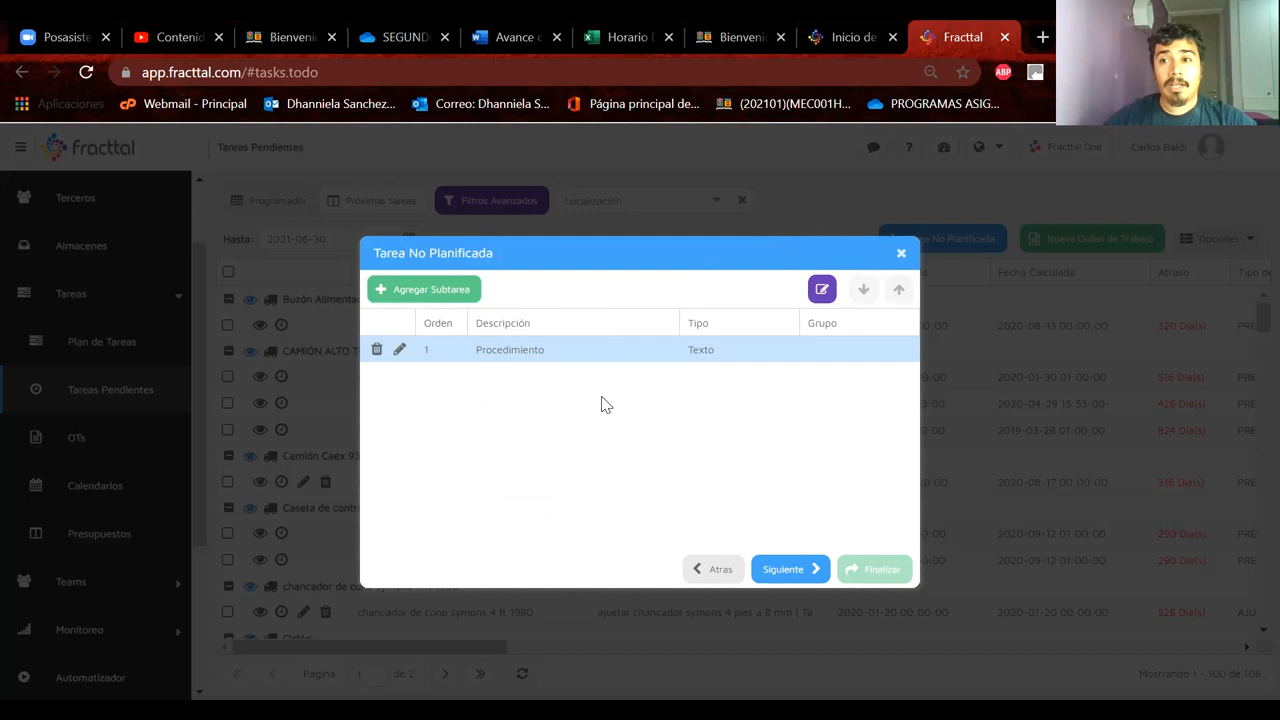 Posasiste
Contenid
Bienveni
SEGUND
Avance c
Horario D
Bienveni
Inicio de
Fracttal
app.fracttal.com/#tasks.todo
ABP
Aplicaciones
Webmail - Principal
Dhanniela Sanchez...
Correo: Dhanniela S...
Página principal de...
(202101)(MEC001H...
PROGRAMAS ASIG...
fracttal
Tareas Pendientes
?
Fracttal One
Carlos Baldi
Terceros
Almacenes
Tareas
Plan de Tareas
Tareas Pendientes
OTs
Calendarios
Presupuestos
Teams
Monitoreo
Automatizador
Programador
Próximas tareas
Filtros Avanzados
Localización
Hasta: 2021-06-30
a No Planificada
Nueva Orden de Trabajo
Opciones
Fecha Calculada
Atraso
Tipo de
Buzón Alimenta
2020-08-13 00:00:00
320 Día(s)
PRE
CAMIÓN ALTO T
2020-01-30 01:00:00
516 Día(s)
PRE
2020-04-29 15:53:00
426 Día(s)
PRE
2019-03-28 01:00:00
824 Día(s)
PRE
Camión Caex 93
2020-08-17 00:00:00
316 Día(s)
PRE
Caseta de contr
2020-09-12 01:00:00
290 Día(s)
PRE
2020-09-12 01:00:00
290 Día(s)
PRE
chancador de co
chancador de cono symons 4 ft 1980
ajustar chancador symons 4 pies a 8 mm | Ta...
2020-01-20 00:00:00
2020-01-20 00:00:00
526 Día(s)
AJU
Página 1 de 2
Mostrando 1 - 100 de 106
Tarea No Planificada
Agregar Subtarea
Orden
Descripción
Tipo
Grupo
1
Procedimiento
Texto
Atras
Siguiente
Finalizar